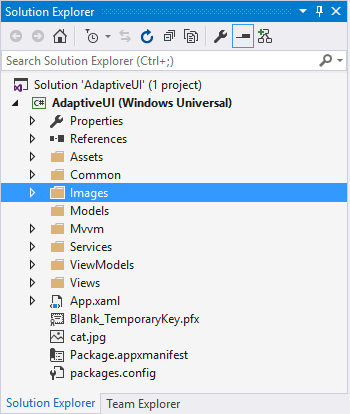 Solution Explorer
Search Solution Explorer (Ctrl+;)
Solution 'AdaptiveUI' (1 project)
C# AdaptiveUI (Windows Universal)
Properties
References
Assets
Common
Images
Models
Mvvm
Services
ViewModels
Views
App.xaml
Blank_TemporaryKey.pfx
cat.jpg
Package.appxmanifest
packages.config
Solution Explorer Team Explorer